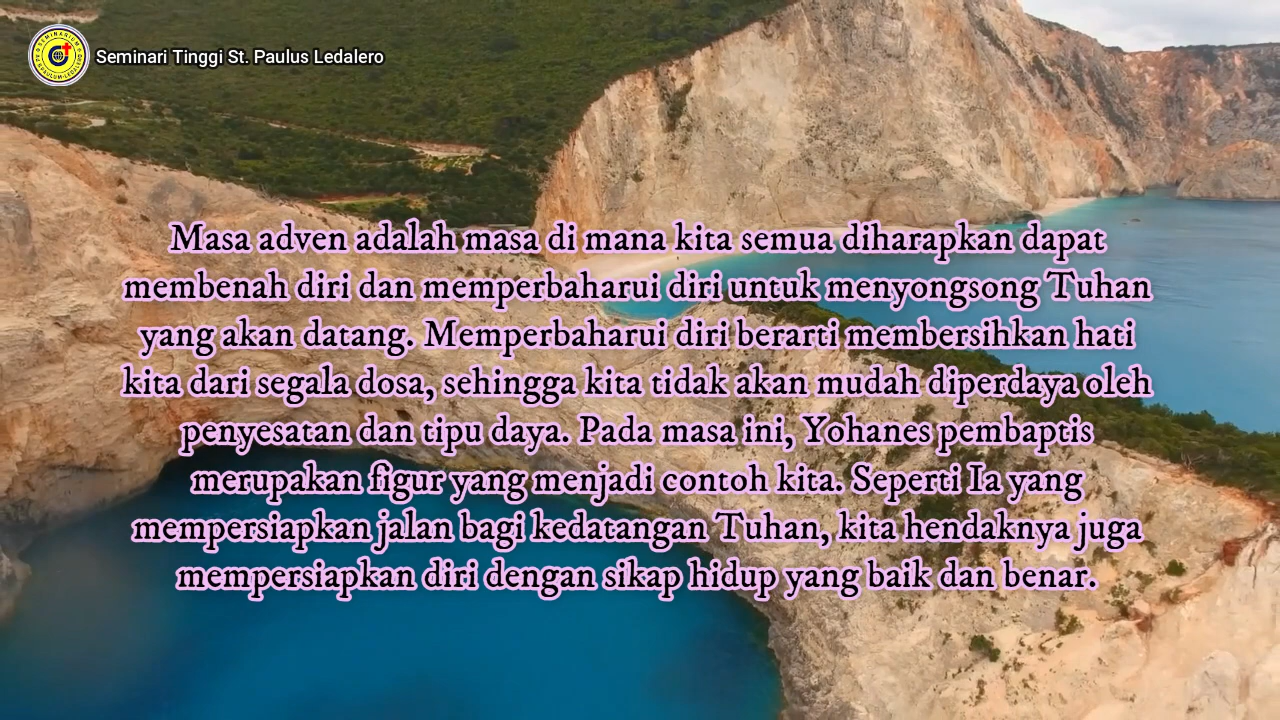 Seminari Tinggi St. Paulus Ledalero
Masa adven adalah masa di mana kita semua diharapkan dapat
membenah diri dan memperbaharui diri untuk menyongsong Tuhan
yang akan datang. Memperbaharui diri berarti membersihkan hati
kita dari segala dosa, sehingga kita tidak akan mudah diperdaya oleh
penyesatan dan tipu daya. Pada masa ini, Yohanes pembaptis
merupakan figur yang menjadi contoh kita. Seperti Ia yang
mempersiapkan jalan bagi kedatangan Tuhan, kita hendaknya juga
mempersiapkan diri dengan sikap hidup yang baik dan benar.